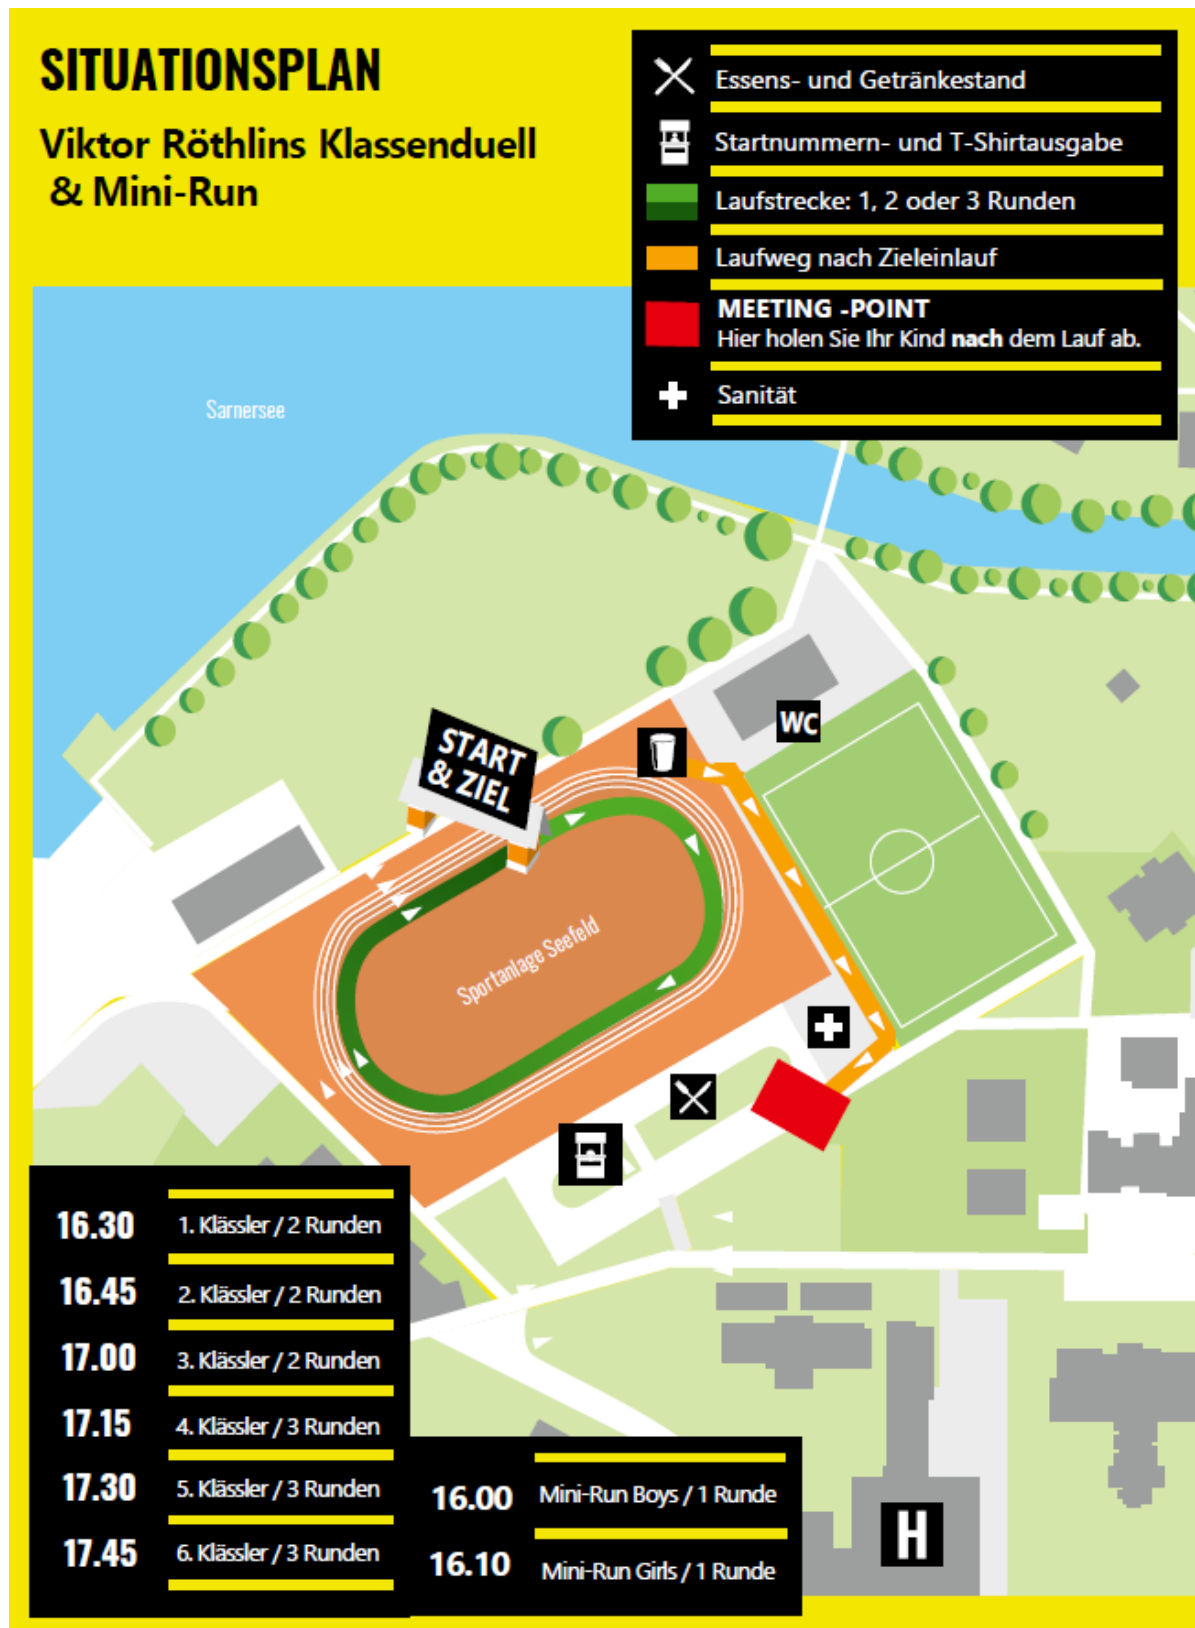 SITUATIONSPLAN
Viktor Röthlins Klassenduell
& Mini-Run
Essens- und Getränkestand
Startnummern- und T-Shirtausgabe
Laufstrecke: 1, 2 oder 3 Runden
Laufweg nach Zieleinlauf
MEETING -POINT
Hier holen Sie Ihr Kind nach dem Lauf ab.
Sanität
Sarnersee
WC
START
& ZIEL
Sportanlage Seefeld
16.30 1. Klässler / 2 Runden
16.45 2. Klässler / 2 Runden
17.00 3. Klässler / 2 Runden
17.15 4. Klässler / 3 Runden
17.30 5. Klässler / 3 Runden
17.45 6. Klässler / 3 Runden
16.00 Mini-Run Boys / 1 Runde
16.10 Mini-Run Girls / 1 Runde
H